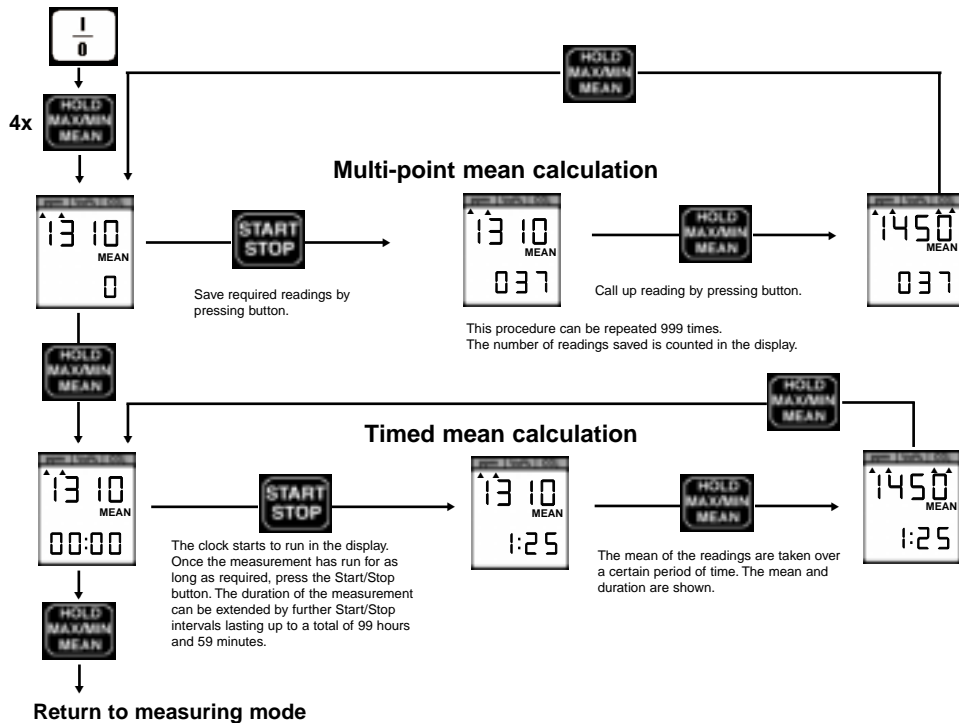 I
0
HOLD
MAX/MIN
MEAN
4x
HOLD
MAX/MIN
MEAN
Multi-point mean calculation
ppm Vol% CO2
1310
MEAN
0
START
STOP
Save required readings by
pressing button.
1310
MEAN
037
HOLD
MAX/MIN
MEAN
Call up reading by pressing button.
1450
MEAN
037
This procedure can be repeated 999 times.
The number of readings saved is counted in the display.
HOLD
MAX/MIN
MEAN
HOLD
MAX/MIN
MEAN
Timed mean calculation
1310
MEAN
00:00
START
STOP
The clock starts to run in the display.
Once the measurement has run for as
long as required, press the Start/Stop
button. The duration of the measurement
can be extended by further Start/Stop
intervals lasting up to a total of 99 hours
and 59 minutes.
1310
MEAN
1:25
HOLD
MAX/MIN
MEAN
The mean of the readings are taken over
a certain period of time. The mean and
duration are shown.
1450
MEAN
1:25
HOLD
MAX/MIN
MEAN
Return to measuring mode